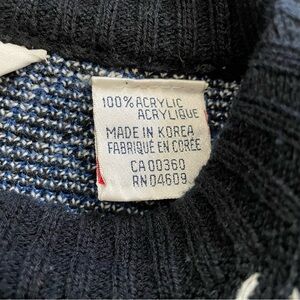 100% ACRYLIC
ACRYLIQUE
MADE IN KOREA
FABRIQUÉ EN CORÉE
CA 00360
RN 04609